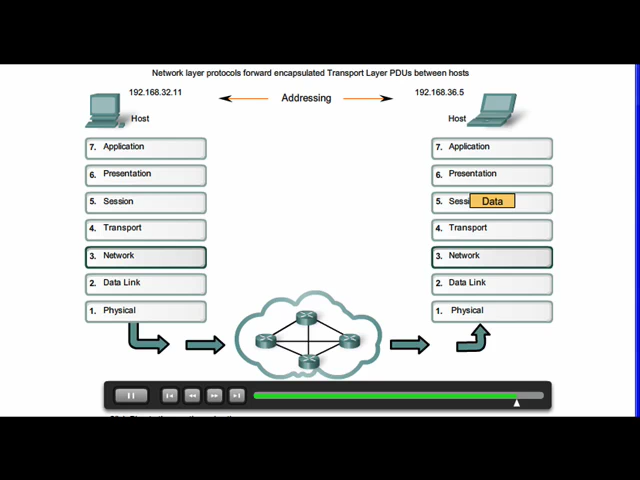 Network layer protocols forward encapsulated Transport Layer PDUs between hosts
192.168.32.11
Addressing
192.168.36.5
Host
Host
7. Application
6. Presentation
5. Session
4. Transport
3. Network
2. Data Link
1. Physical
7. Application
6. Presentation
5. Sessi
Data
4. Transport
3. Network
2. Data Link
1. Physical